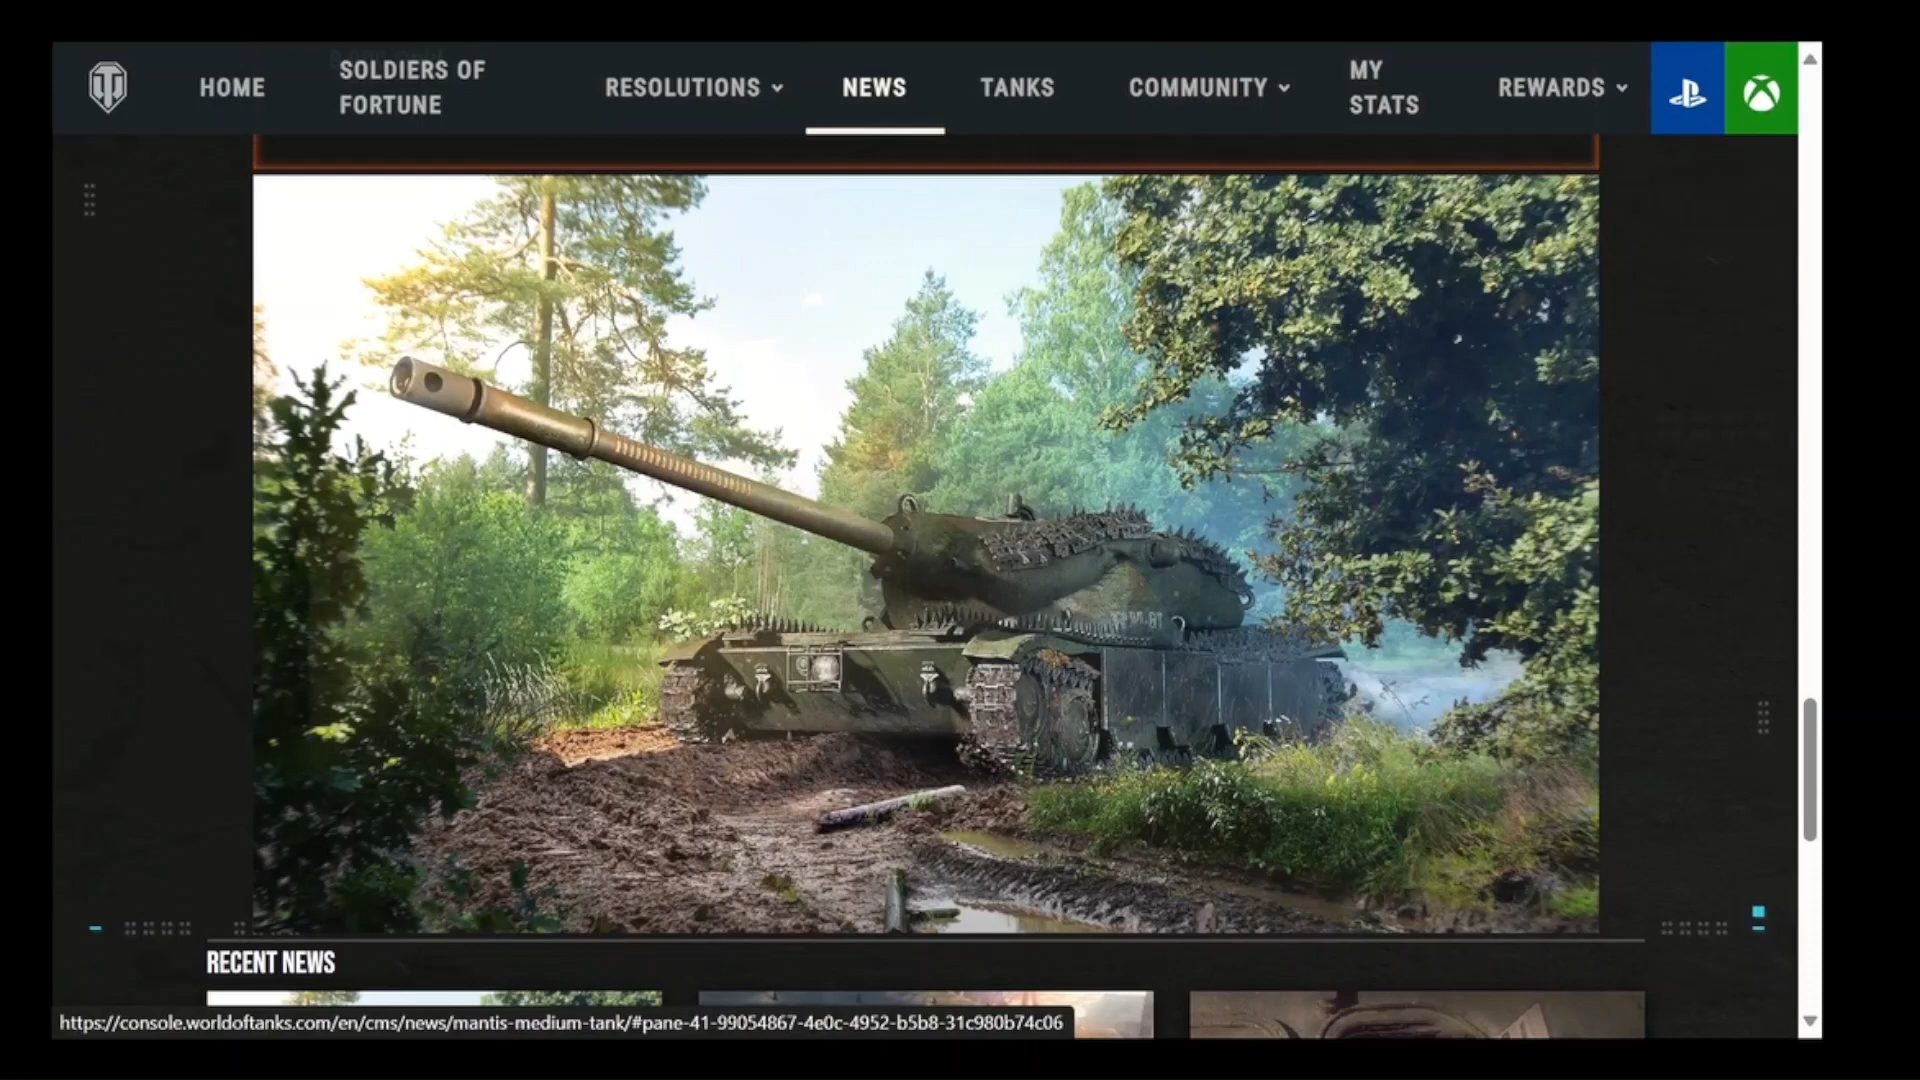 HOME
SOLDIERS OF
FORTUNE
RESOLUTIONS
NEWS
TANKS
COMMUNITY
MY
STATS
REWARDS
RECENT NEWS
https://console.worldoftanks.com/en/cms/news/mantis-medium-tank/#pane-41-99054867-4e0c-4952-b5b8-31c980b74c06